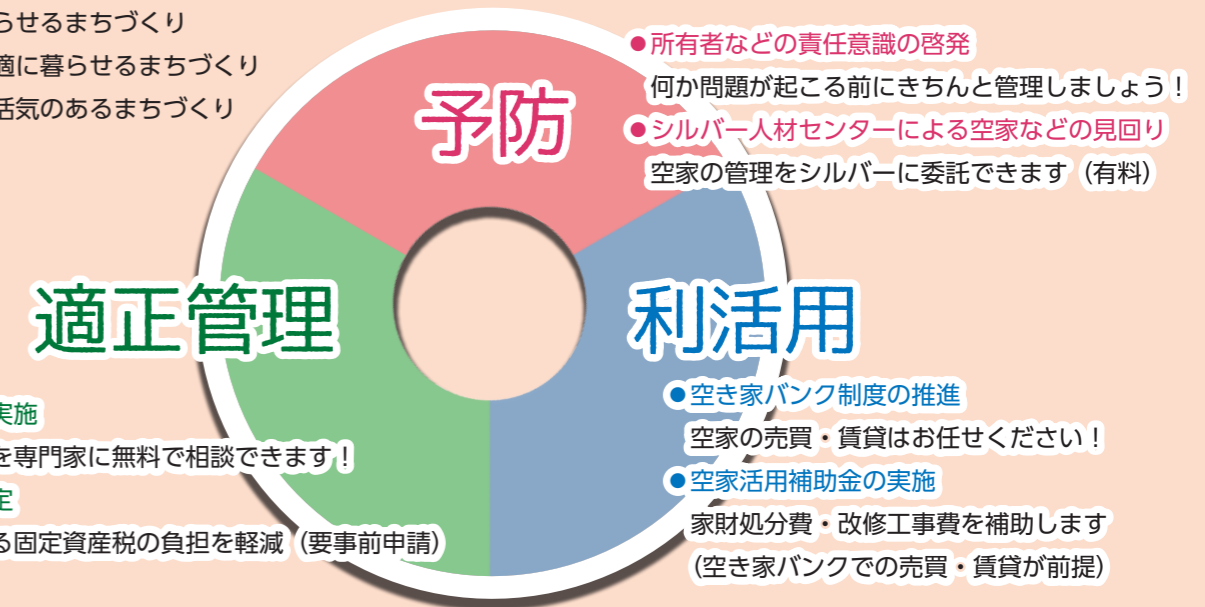 らせるまちづくり
適に暮らせるまちづくり
活気のあるまちづくり
予防
●所有者などの責任意識の啓発
何か問題が起こる前にきちんと管理しましょう!
●シルバー人材センターによる空家などの見回り
空家の管理をシルバーに委託できます(有料)
適正管理
実施
を専門家に無料で相談できます!
定
る固定資産税の負担を軽減(要事前申請)
利活用
●空き家バンク制度の推進
空家の売買・賃貸はお任せください!
●空家活用補助金の実施
家財処分費・改修工事費を補助します
(空き家バンクでの売買・賃貸が前提)